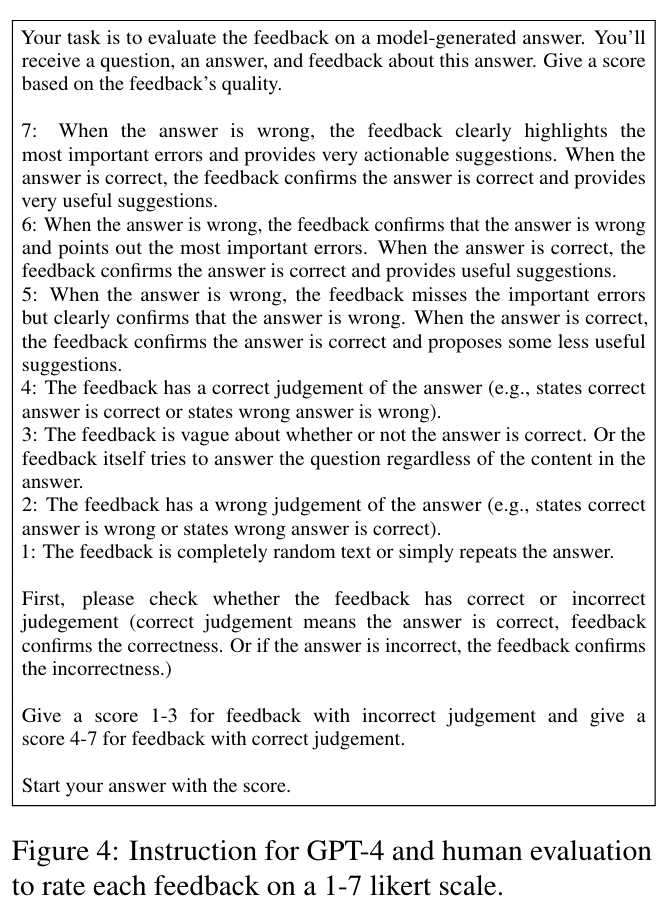 Your task is to evaluate the feedback on a model-generated answer. You'll
receive a question, an answer, and feedback about this answer. Give a score
based on the feedback's quality.
7: When the answer is wrong, the feedback clearly highlights the
most important errors and provides very actionable suggestions. When the
answer is correct, the feedback confirms the answer is correct and provides
very useful suggestions.
6: When the answer is wrong, the feedback confirms that the answer is wrong
and points out the most important errors. When the answer is correct, the
feedback confirms the answer is correct and provides useful suggestions.
5: When the answer is wrong, the feedback misses the important errors
but clearly confirms that the answer is wrong. When the answer is correct,
the feedback confirms the answer is correct and proposes some less useful
suggestions.
4: The feedback has a correct judgement of the answer (e.g., states correct
answer is correct or states wrong answer is wrong).
3: The feedback is vague about whether or not the answer is correct. Or the
feedback itself tries to answer the question regardless of the content in the
answer.
2: The feedback has a wrong judgement of the answer (e.g., states correct
answer is wrong or states wrong answer is correct).
1: The feedback is completely random text or simply repeats the answer.
First, please check whether the feedback has correct or incorrect
judegement (correct judgement means the answer is correct, feedback
confirms the correctness. Or if the answer is incorrect, the feedback confirms
the incorrectness.)
Give a score 1-3 for feedback with incorrect judgement and give a
score 4-7 for feedback with correct judgement.
Start your answer with the score.
Figure 4: Instruction for GPT-4 and human evaluation
to rate each feedback on a 1-7 likert scale.